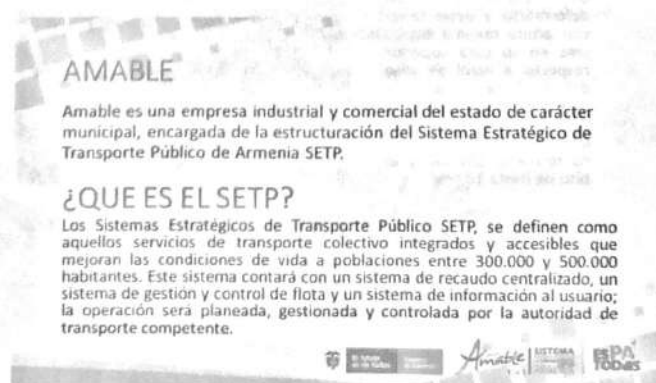 AMABLE
Amable es una empresa industrial y comercial del estado de carácter
municipal, encargada de la estructuración del Sistema Estratégico de
Transporte Público de Armenia SETP.
¿QUE ES EL SETP?
Los Sistemas Estratégicos de Transporte Público SETP, se definen como
aquellos servicios de transporte colectivo integrados y accesibles que
mejoran las condiciones de vida a poblaciones entre 300.000 y 500.000
habitantes. Este sistema contará con un sistema de recaudo centralizado, un
sistema de gestión y control de flota y un sistema de información al usuario;
la operación será planeada, gestionada y controlada por la autoridad de
transporte competente.
Amable SISTEMA ES PA' TODOS